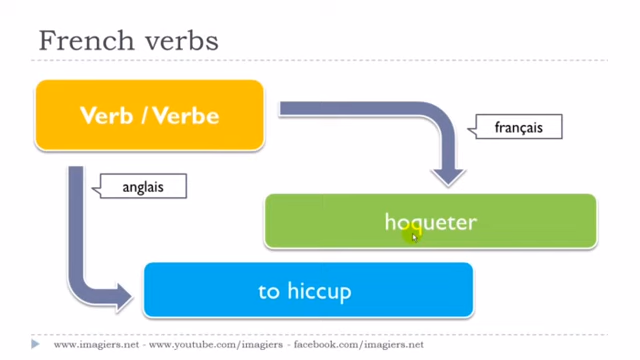 French verbs
Verb / Verbe
français
anglais
hoqueter
to hiccup
www.imagiers.net - www.youtube.com/imagiers - facebook.com/imagiers.net